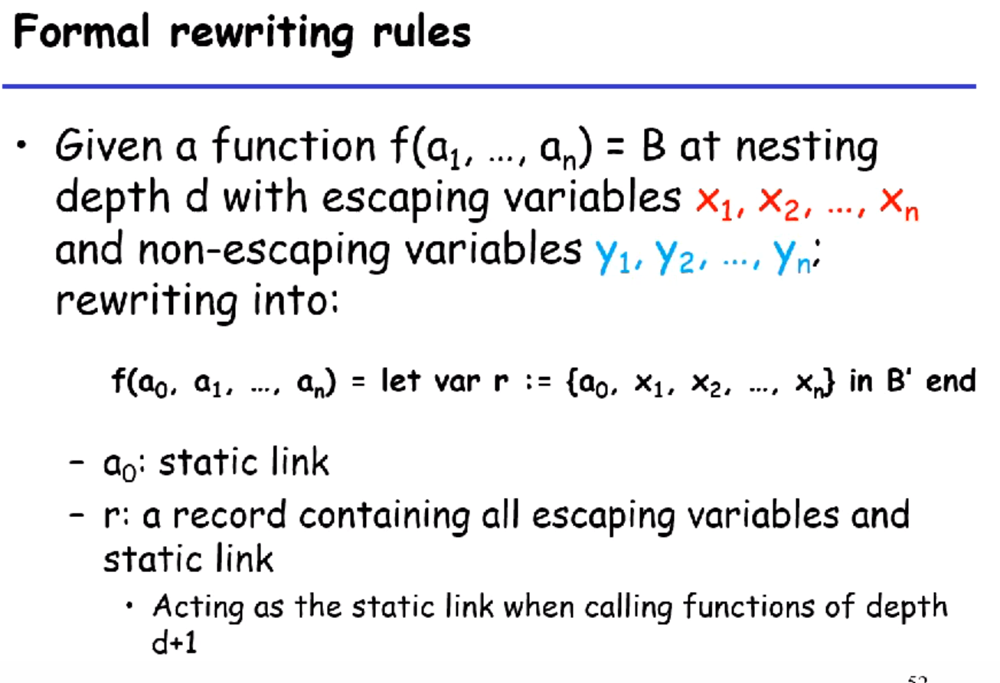 Formal rewriting rules
• Given a function f(a₁, …, aₙ) = B at nesting
depth d with escaping variables x₁, x₂, …, xₙ
and non-escaping variables y₁, y₂, …, yₙ;
rewriting into:
f(a₀, a₁, …, aₙ) = let var r := {a₀, x₁, x₂, …, xₙ} in B' end
– a₀: static link
– r: a record containing all escaping variables and
static link
• Acting as the static link when calling functions of depth
d+1